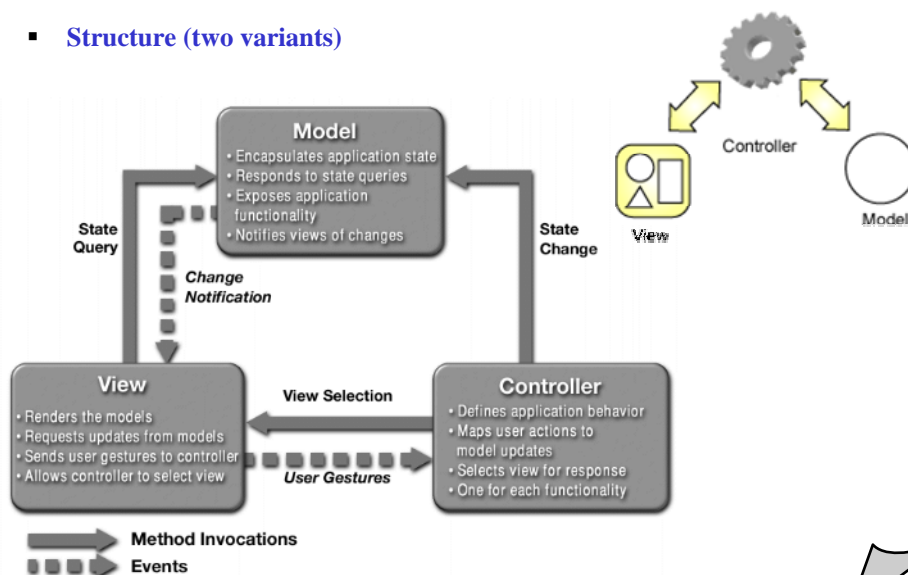 ▪ Structure (two variants)
Model
• Encapsulates application state
• Responds to state queries
• Exposes application
functionality
• Notifies views of changes
Controller
View
Model
State
Query
State
Change
Change
Notification
View
• Renders the models
• Requests updates from models
• Sends user gestures to controller
• Allows controller to select view
View Selection
User Gestures
Controller
• Defines application behavior
• Maps user actions to
model updates
• Selects view for response
• One for each functionality
Method Invocations
Events